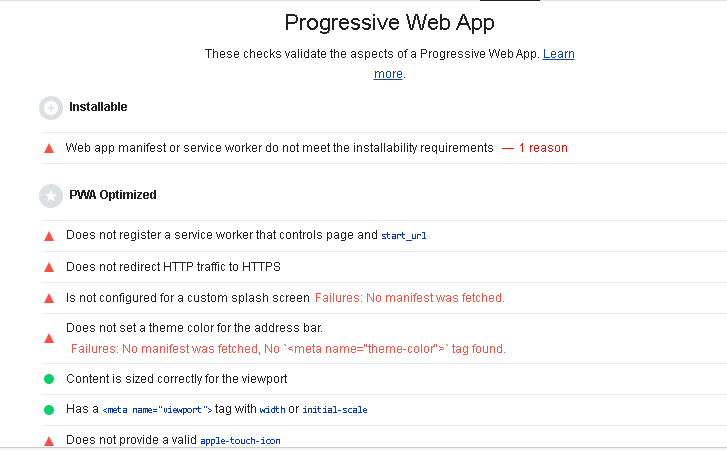 Progressive Web App
These checks validate the aspects of a Progressive Web App. Learn
more.
Installable
Web app manifest or service worker do not meet the installability requirements — 1 reason
PWA Optimized
Does not register a service worker that controls page and start_url
Does not redirect HTTP traffic to HTTPS
Is not configured for a custom splash screen Failures: No manifest was fetched.
Does not set a theme color for the address bar.
Failures: No manifest was fetched, No `<meta name="theme-color">` tag found.
Content is sized correctly for the viewport
Has a <meta name="viewport"> tag with width or initial-scale
Does not provide a valid apple-touch-icon